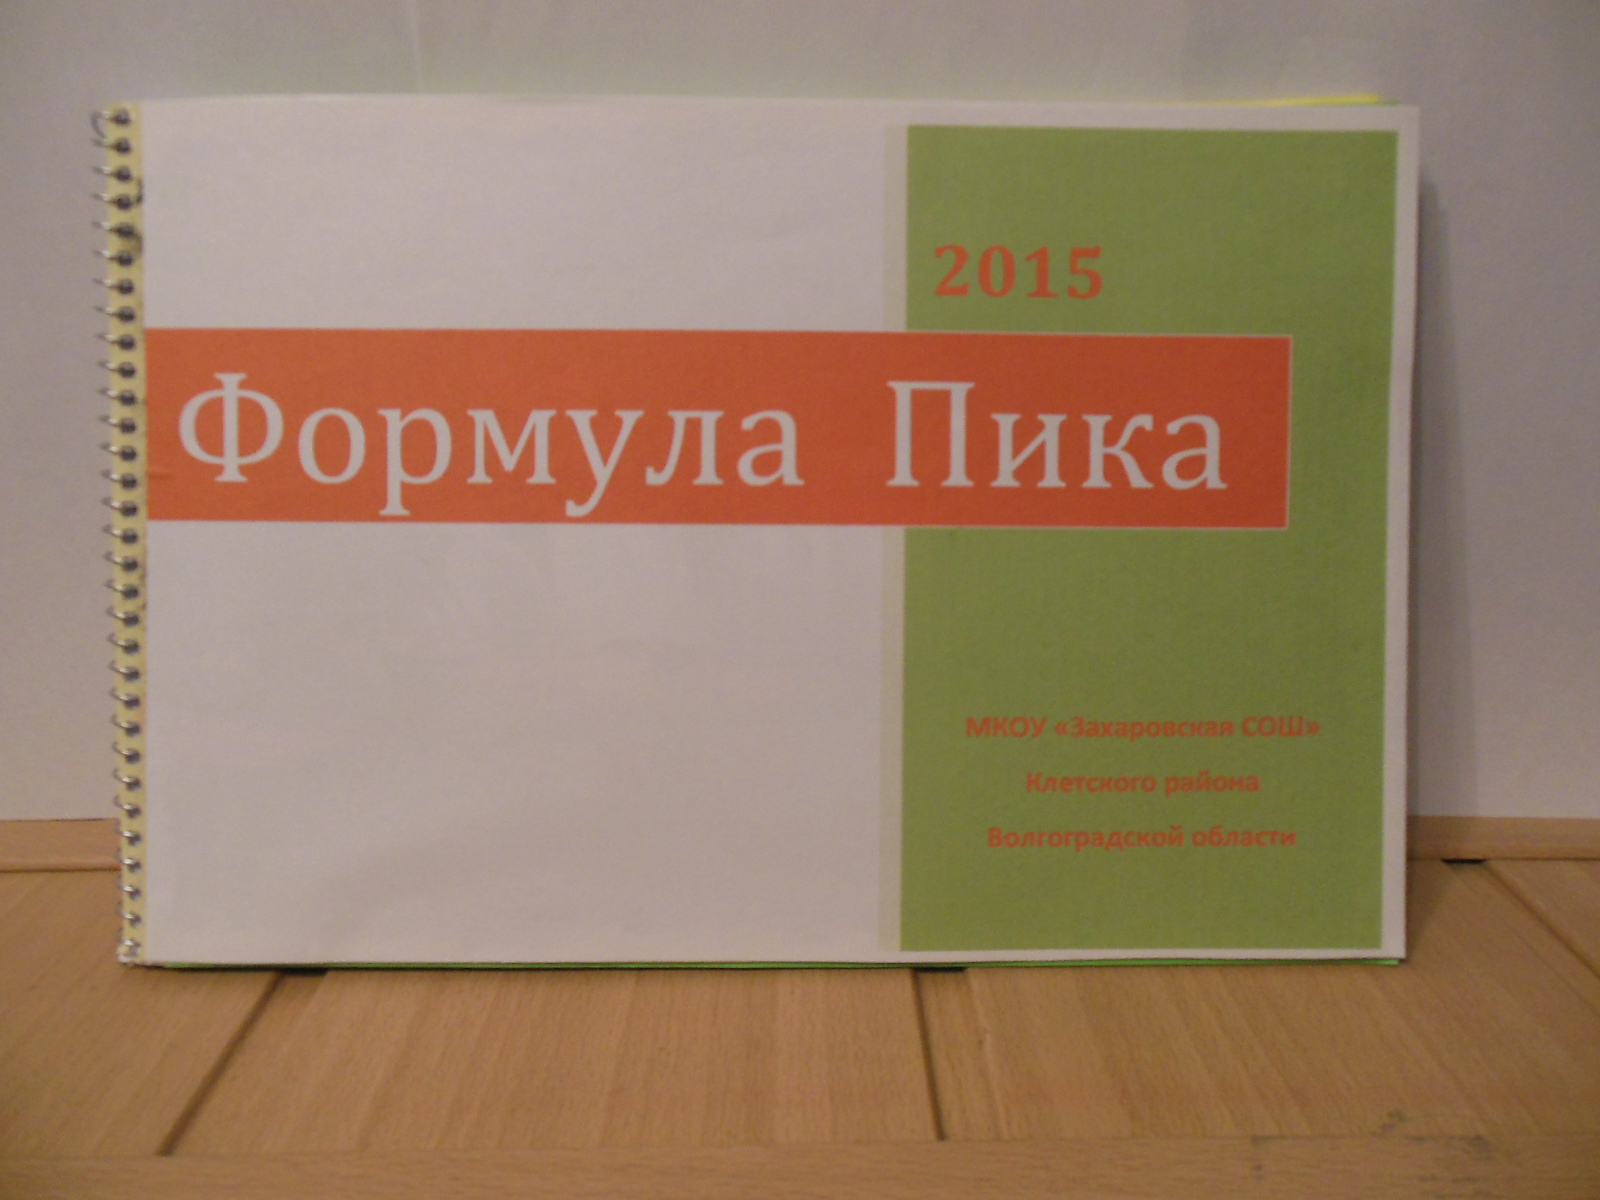 2015
Формула Пика
МКОУ «Захаровская СОШ»
Клетского района
Волгоградской области